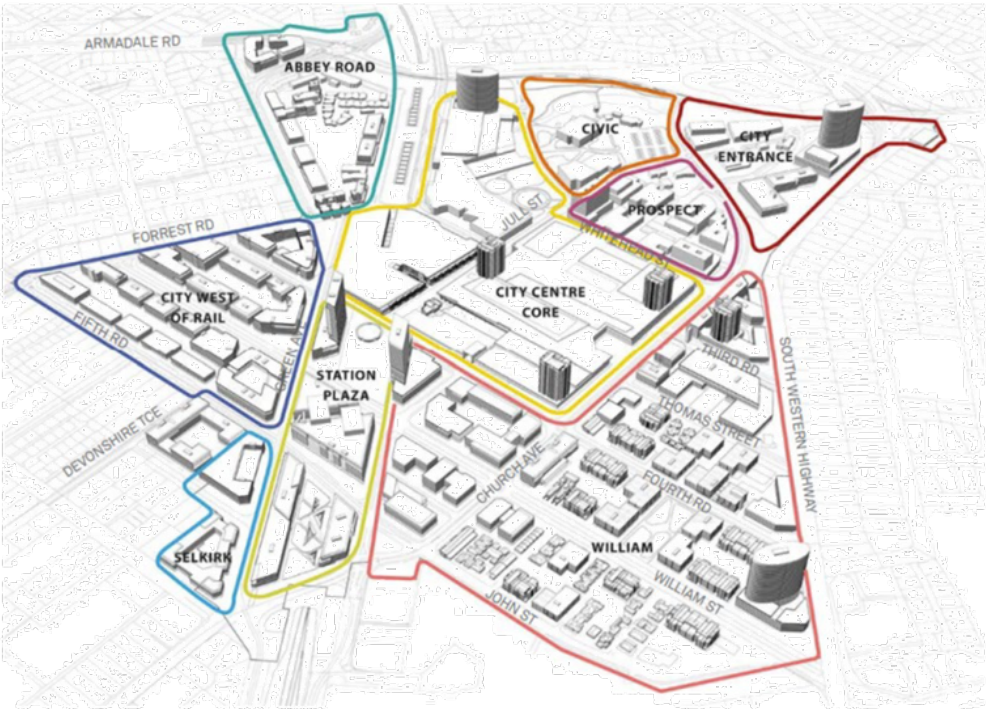 ARMADALE RD
ABBEY ROAD
CIVIC
CITY
ENTRANCE
JULL ST
PROSPECT
FORREST RD
WHITEHEAD ST
CITY WEST
OF RAIL
CITY CENTRE
CORE
FIFTH RD
GREEN AVE
THIRD RD
SOUTH WESTERN HIGHWAY
STATION
PLAZA
THOMAS STREET
DEVONSHIRE TCE
CHURCH AVE
FOURTH RD
SELKIRK
WILLIAM
WILLIAM ST
JOHN ST